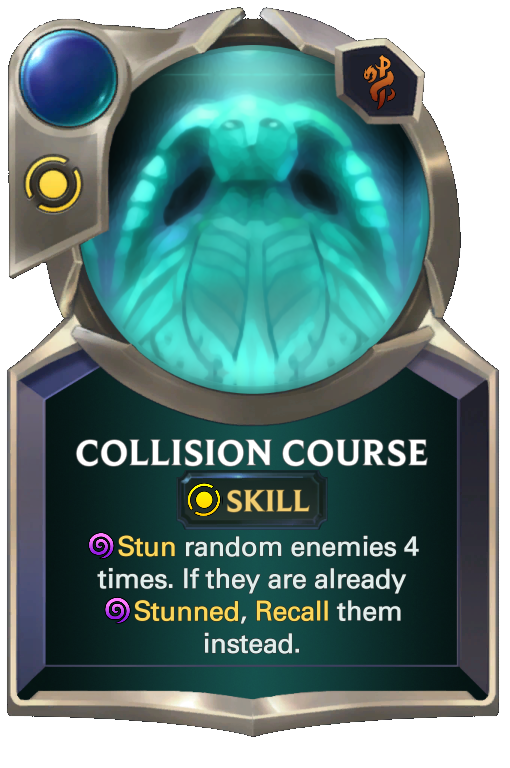 COLLISION COURSE
SKILL
Stun random enemies 4
times. If they are already
Stunned, Recall them
instead.